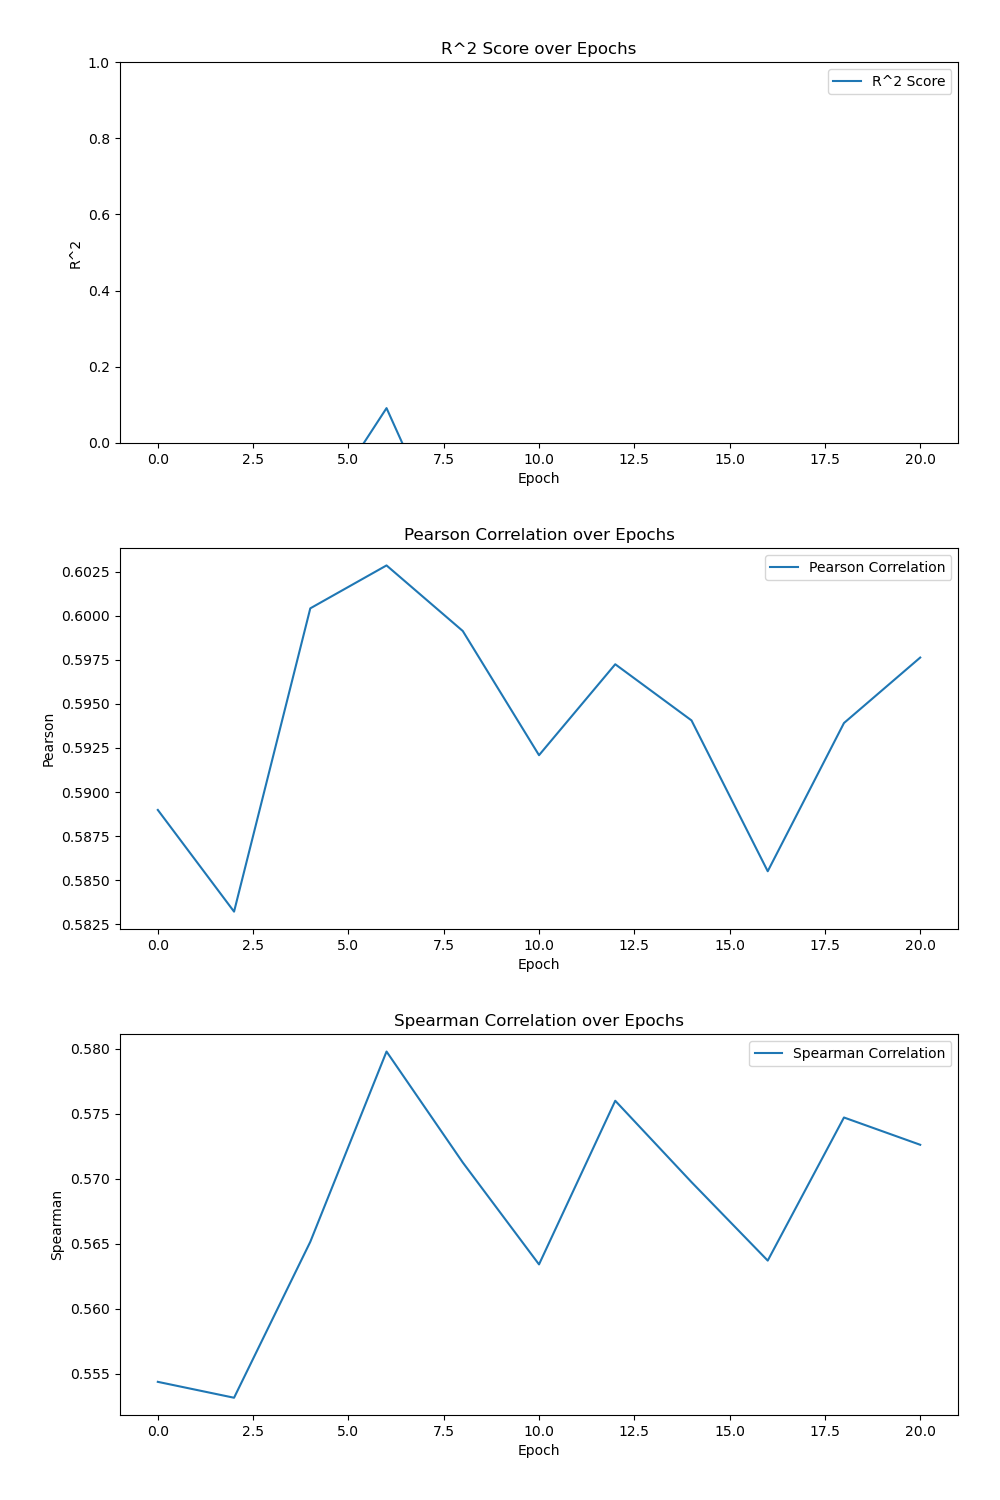 R^2 Score over Epochs
1.0
R^2 Score
0.8
0.6
R^2
0.4
0.2
0.0
0.0 2.5 5.0 7.5 10.0 12.5 15.0 17.5 20.0
Epoch
Pearson Correlation over Epochs
Pearson Correlation
0.6025
0.6000
0.5975
0.5950
Pearson
0.5925
0.5900
0.5875
0.5850
0.5825
0.0 2.5 5.0 7.5 10.0 12.5 15.0 17.5 20.0
Epoch
Spearman Correlation over Epochs
Spearman Correlation
0.580
0.575
0.570
Spearman
0.565
0.560
0.555
0.0 2.5 5.0 7.5 10.0 12.5 15.0 17.5 20.0
Epoch